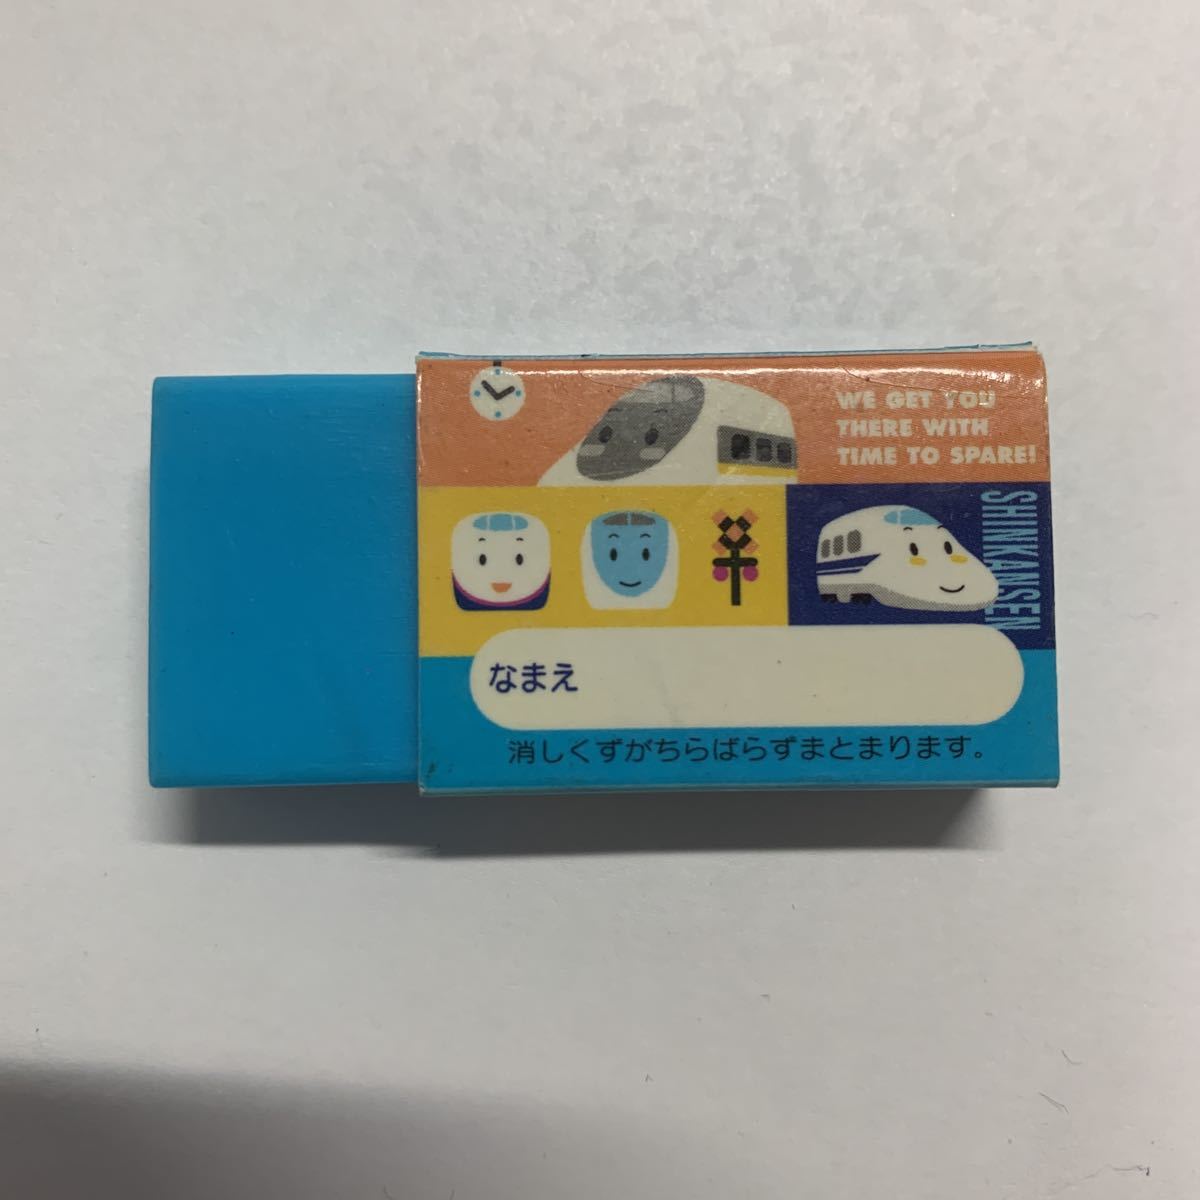 WE GET YOU
THERE WITH
TIME TO SPARE!
SHINKANSEN
なまえ
消しくずがちらばらずまとまります。